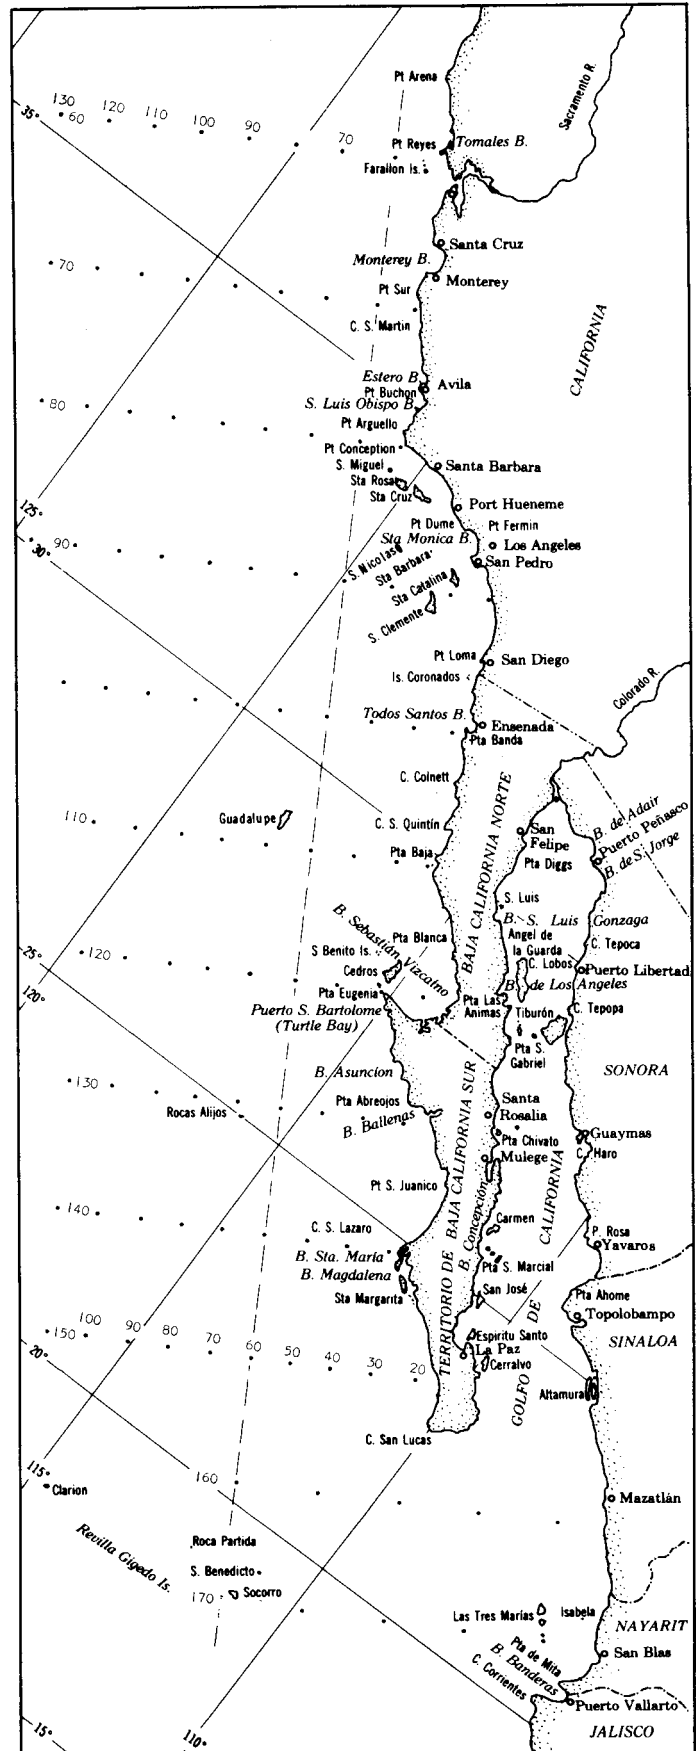 Pt Arena
Sacramento R.
130 120 110 100 90 70
60
35°
Pt Reyes
Tomales B.
Farallon Is.
Santa Cruz
Monterey B.
70
Monterey
Pt Sur
C. S. Martin
CALIFORNIA
Estero B.
Avila
Pt Buchon
S. Luis Obispo B.
80
Pt Arguello
Pt Conception
S. Miguel
Santa Barbara
Sta Rosa
Sta Cruz
125°
Port Hueneme
Pt Dume
Pt Fermin
30°
90
Sta Monica B.
Los Angeles
S. Nicolas
Sta Barbara
San Pedro
Sta Catalina
S. Clemente
Pt Loma
San Diego
Is. Coronados
Colorado R.
Todos Santos B.
Ensenada
Pta Banda
C. Colnett
BAJA CALIFORNIA NORTE
110
Guadalupe
C. S. Quintín
San
Felipe
B. de Adair
Puerto Peñasco
B. de S. Jorge
Pta Baja
Pta Diggs
S. Luis
B. S. Luis Gonzaga
B. Sebastián Vizcaíno
Pta Blanca
Angel de
la Guarda
C. Tepoca
25°
120
S Benito Is.
Cedros
C. Lobos
Puerto Libertad
120°
Pta Eugenia
B. de Los Angeles
Puerto S. Bartolome
(Turtle Bay)
Pta Las
Animas
Tiburón
C. Tepopa
Pta S.
Gabriel
B. Asuncion
SONORA
130
Rocas Alijos
Pta Abreojos
B. Ballenas
Santa
Rosalia
Pta Chivato
Guaymas
Mulege
C. Haro
Pt S. Juanico
TERRITORIO DE BAJA CALIFORNIA SUR
B. Concepción
GOLFO DE CALIFORNIA
140
C. S. Lazaro
Carmen
P. Rosa
Yavaros
B. Sta. María
B. Magdalena
Pta S. Marcial
Sta Margarita
San José
Pta Ahome
Topolobampo
150 100 90 80 70 60 50 40 30 20
20°
Espiritu Santo
La Paz
Cerralvo
SINALOA
Altamura
C. San Lucas
115°
160
Clarion
Mazatlán
Revilla Gigedo Is.
Roca Partida
S. Benedicto
170
Socorro
Las Tres Marías
Isabela
NAYARIT
Pta de Mita
San Blas
B. Banderas
C. Corrientes
Puerto Vallarto
JALISCO
15°
110°